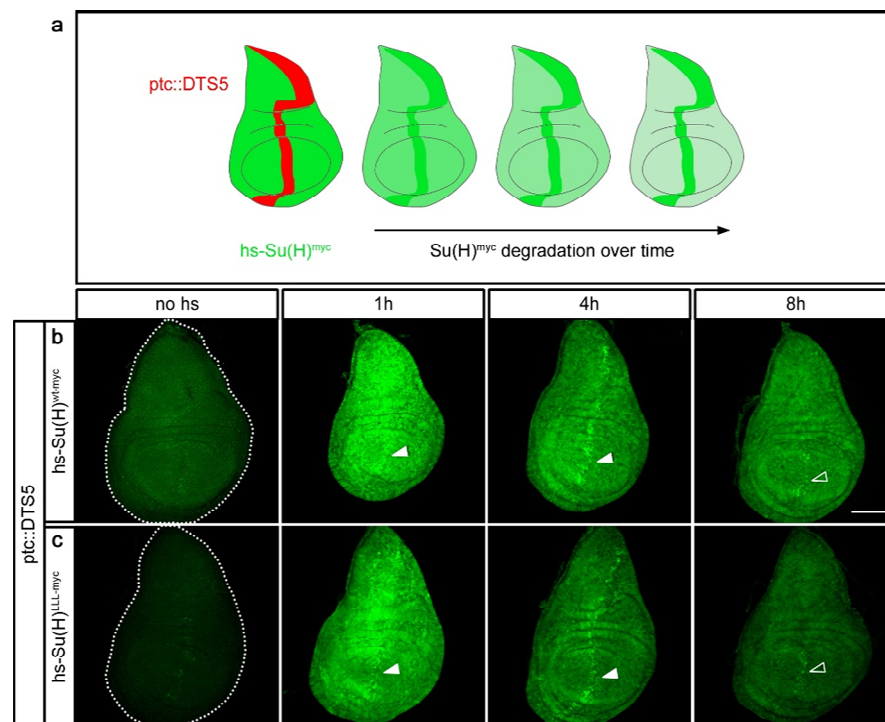 a
ptc::DTS5
hs-Su(H)myc
Su(H)myc degradation over time
no hs
1h
4h
8h
ptc::DTS5
b
hs-Su(H)wt-myc
c
hs-Su(H)LLL-myc